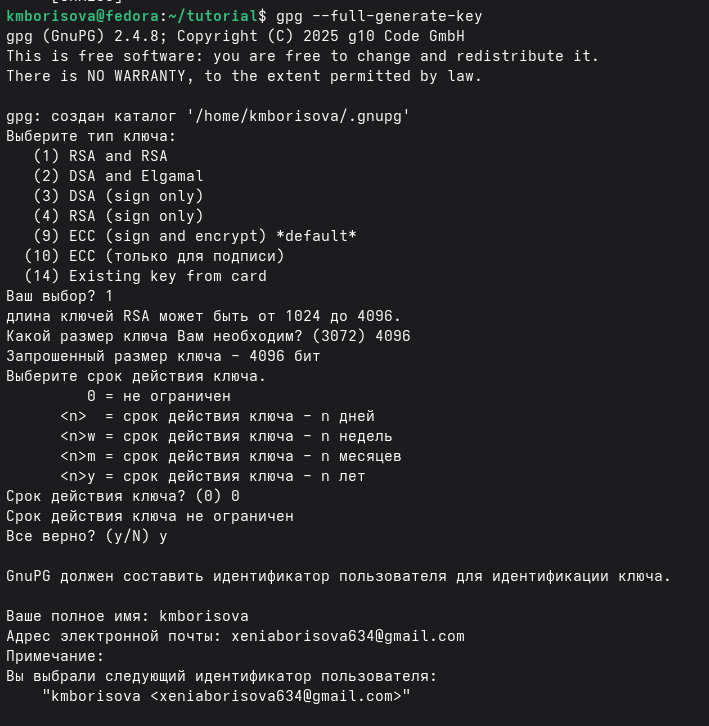 kmborisova@fedora:~/tutorial$ gpg --full-generate-key
gpg (GnuPG) 2.4.8; Copyright (C) 2025 g10 Code GmbH
This is free software: you are free to change and redistribute it.
There is NO WARRANTY, to the extent permitted by law.

gpg: создан каталог '/home/kmborisova/.gnupg'
Выберите тип ключа:
   (1) RSA and RSA
   (2) DSA and Elgamal
   (3) DSA (sign only)
   (4) RSA (sign only)
   (9) ECC (sign and encrypt) *default*
  (10) ECC (только для подписи)
  (14) Existing key from card
Ваш выбор? 1
длина ключей RSA может быть от 1024 до 4096.
Какой размер ключа Вам необходим? (3072) 4096
Запрошенный размер ключа - 4096 бит
Выберите срок действия ключа.
         0 = не ограничен
      <n>  = срок действия ключа - n дней
      <n>w = срок действия ключа - n недель
      <n>m = срок действия ключа - n месяцев
      <n>y = срок действия ключа - n лет
Срок действия ключа? (0) 0
Срок действия ключа не ограничен
Все верно? (y/N) y

GnuPG должен составить идентификатор пользователя для идентификации ключа.

Ваше полное имя: kmborisova
Адрес электронной почты: xeniaborisova634@gmail.com
Примечание:
Вы выбрали следующий идентификатор пользователя:
    "kmborisova <xeniaborisova634@gmail.com>"